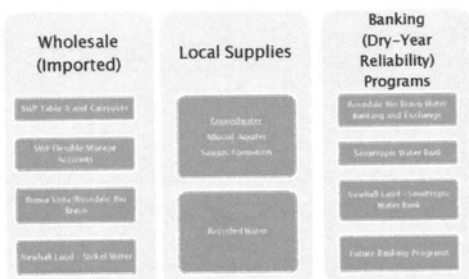 Wholesale
(Imported)
SWP Table A and Carryover
SWP Flexible Storage
Accounts
Buena Vista/Rosedale Rio
Bravo
Newhall Land - Nickel Water
Local Supplies
Groundwater
Alluvial Aquifer
Saugus Formation
Recycled Water
Banking
(Dry-Year
Reliability)
Programs
Rosedale Rio Bravo Water
Banking and Exchange
Semitropic Water Bank
Newhall Land - Semitropic
Water Bank
Future Banking Programs